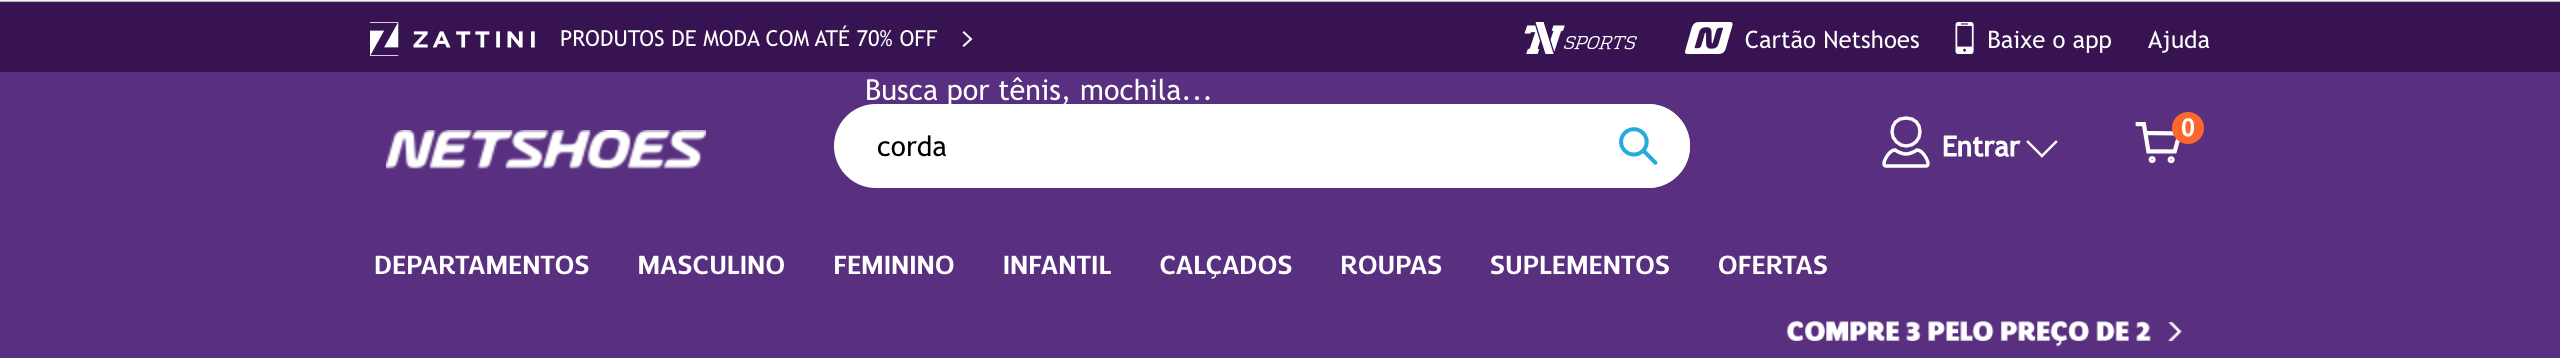 ZATTINI PRODUTOS DE MODA COM ATÉ 70% OFF
N SPORTS N Cartão Netshoes Baixe o app Ajuda
Busca por tênis, mochila...
NETSHOES corda Entrar 0
DEPARTAMENTOS MASCULINO FEMININO INFANTIL CALÇADOS ROUPAS SUPLEMENTOS OFERTAS
COMPRE 3 PELO PREÇO DE 2